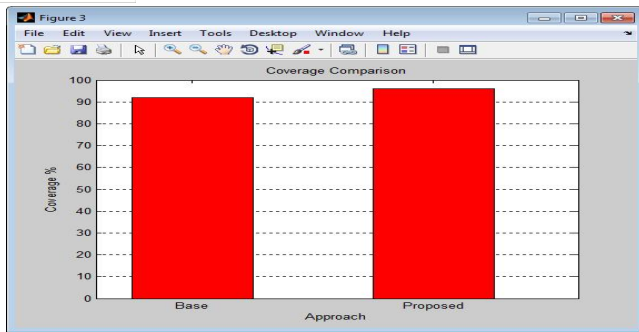 Figure 3
File Edit View Insert Tools Desktop Window Help
Coverage Comparison
100
90
80
70
60
50
40
30
20
10
0
Coverage %
Base Proposed
Approach